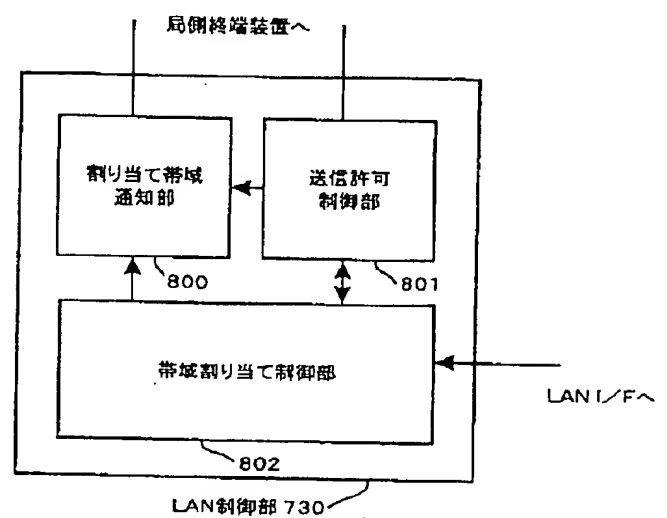 局側終端装置へ
割り当て帯域
通知部
送信許可
制御部
800
801
帯域割り当て制御部
LAN I/Fへ
802
LAN制御部 730